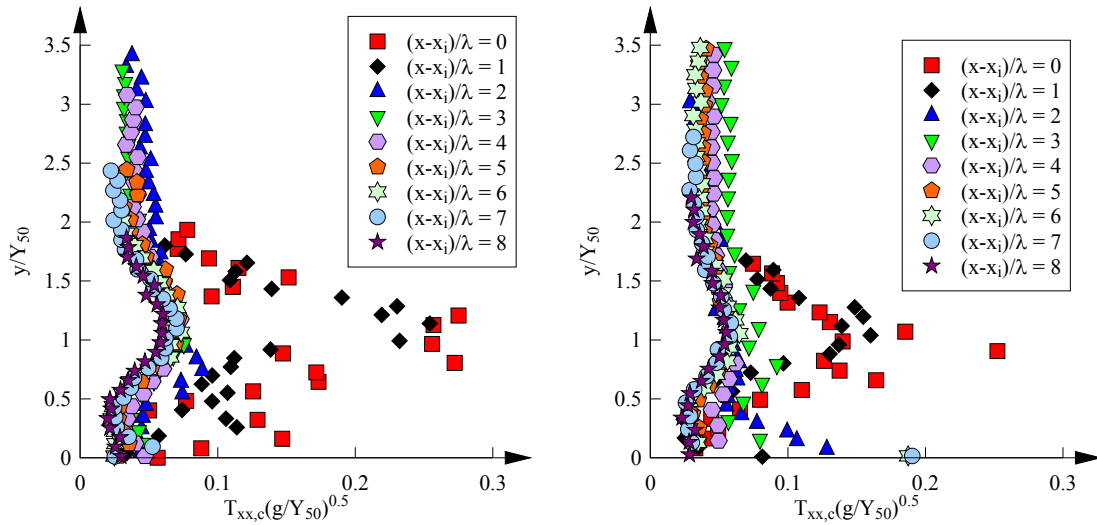 3.5
3
2.5
2
1.5
1
0.5
0
y/Y50
0
0.1
0.2
0.3
Txx,c(g/Y50)^0.5
(x-xi)/λ = 0
(x-xi)/λ = 1
(x-xi)/λ = 2
(x-xi)/λ = 3
(x-xi)/λ = 4
(x-xi)/λ = 5
(x-xi)/λ = 6
(x-xi)/λ = 7
(x-xi)/λ = 8
3.5
3
2.5
2
1.5
1
0.5
0
y/Y50
0
0.1
0.2
0.3
Txx,c(g/Y50)^0.5
(x-xi)/λ = 0
(x-xi)/λ = 1
(x-xi)/λ = 2
(x-xi)/λ = 3
(x-xi)/λ = 4
(x-xi)/λ = 5
(x-xi)/λ = 6
(x-xi)/λ = 7
(x-xi)/λ = 8